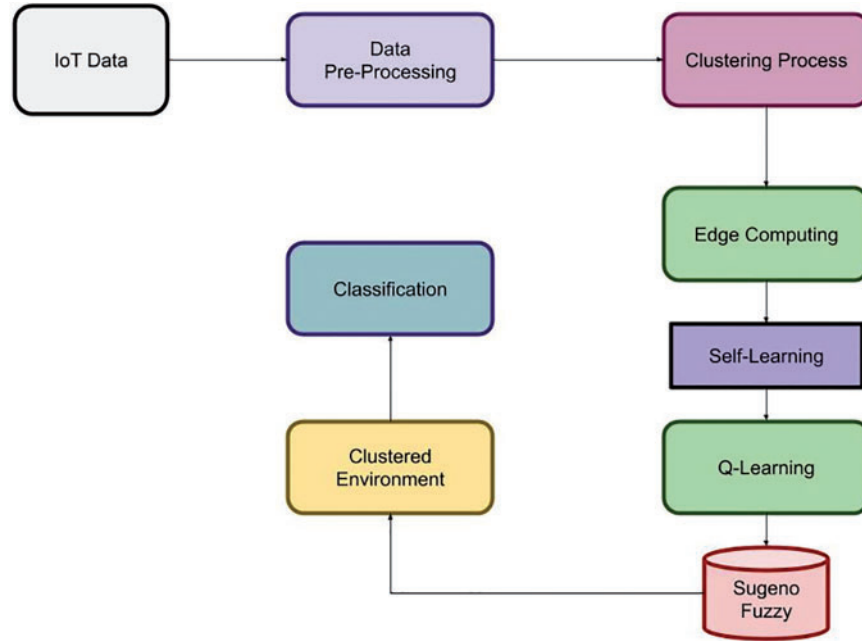 IoT Data
Data
Pre-Processing
Clustering Process
Edge Computing
Classification
Self-Learning
Clustered
Environment
Q-Learning
Sugeno
Fuzzy